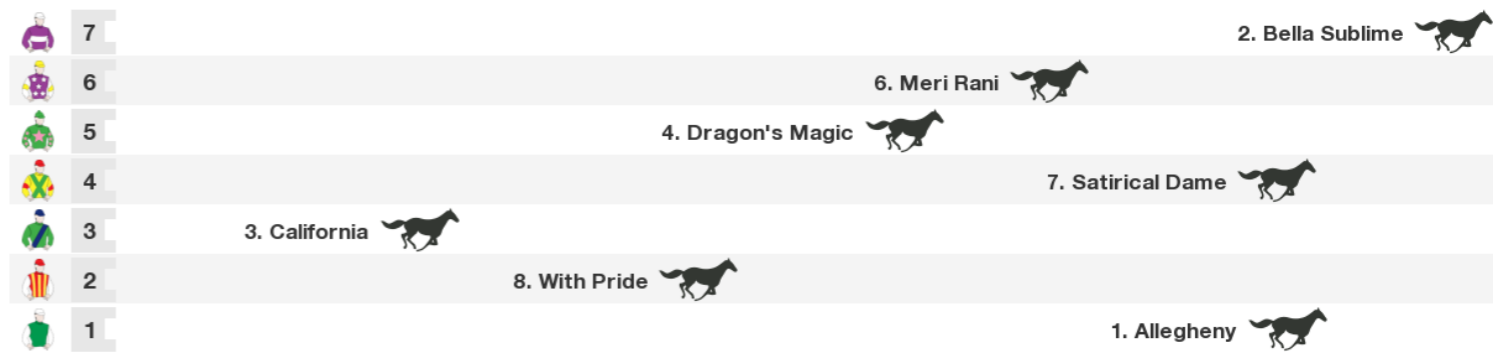 7 2. Bella Sublime
6 6. Meri Rani
5 4. Dragon's Magic
4 7. Satirical Dame
3 3. California
2 8. With Pride
1 1. Allegheny